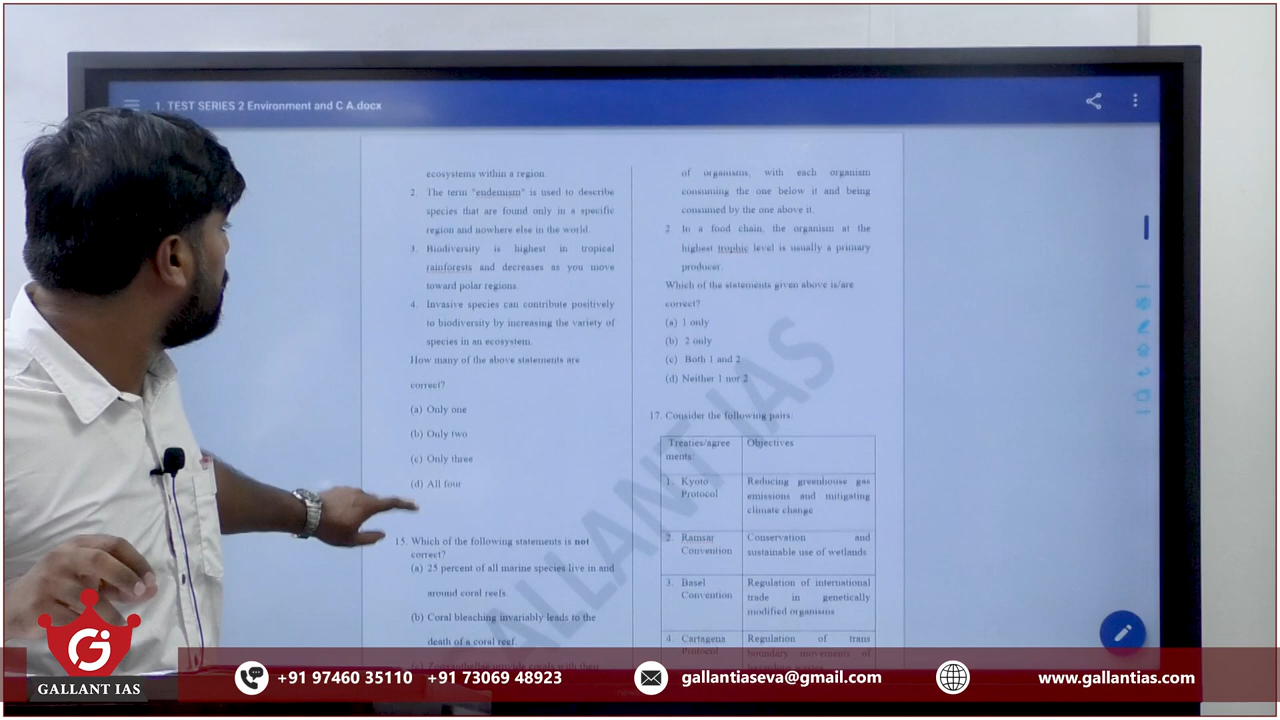 1. TEST SERIES 2 Environment and C A.docx
ecosystems within a region.
2. The term "endemism" is used to describe
species that are found only in a specific
region and nowhere else in the world.
3. Biodiversity is highest in tropical
rainforests and decreases as you move
toward polar regions.
4. Invasive species can contribute positively
to biodiversity by increasing the variety of
species in an ecosystem.
How many of the above statements are
correct?
(a) Only one
(b) Only two
(c) Only three
(d) All four
15. Which of the following statements is not
correct?
(a) 25 percent of all marine species live in and
around coral reefs.
(b) Coral bleaching invariably leads to the
death of a coral reef.
(c) Zooxanthellae provide corals with their
of organisms, with each organism
consuming the one below it and being
consumed by the one above it.
2. In a food chain, the organism at the
highest trophic level is usually a primary
producer.
Which of the statements given above is/are
correct?
(a) 1 only
(b) 2 only
(c) Both 1 and 2
(d) Neither 1 nor 2
17. Consider the following pairs:
Treaties/agree
ments:
Objectives
1. Kyoto
Protocol
Reducing greenhouse gas
emissions and mitigating
climate change
2. Ramsar
Convention
Conservation and
sustainable use of wetlands
3. Basel
Convention
Regulation of international
trade in genetically
modified organisms
4. Cartagena
Protocol
Regulation of trans
boundary movements of
hazardous wastes
GALLANT IAS
GALLANT IAS
+91 97460 35110 +91 73069 48923
gallantiaseva@gmail.com
www.gallantias.com